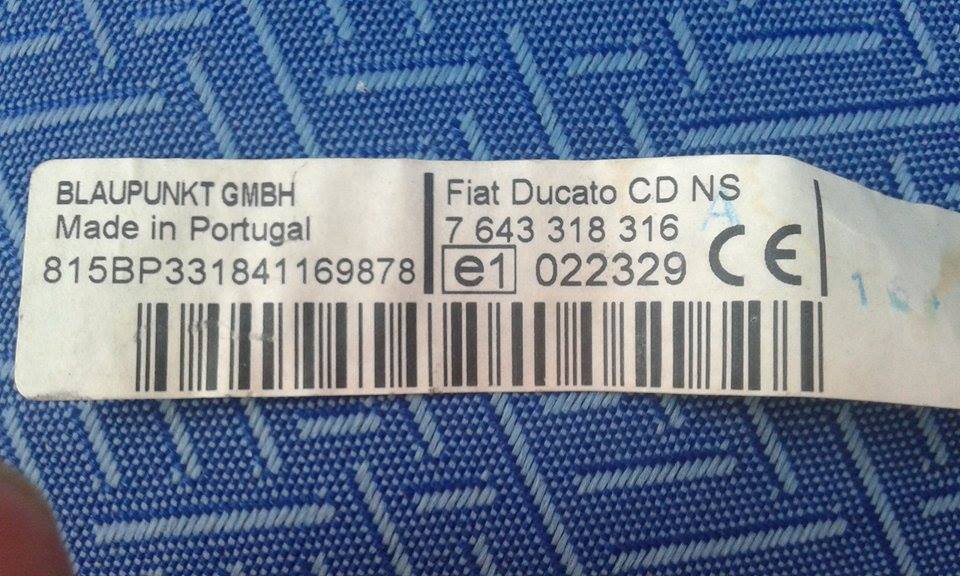 BLAUPUNKT GMBH
Made in Portugal
815BP331841169878
Fiat Ducato CD NS
7 643 318 316
e1 022329 CE
A